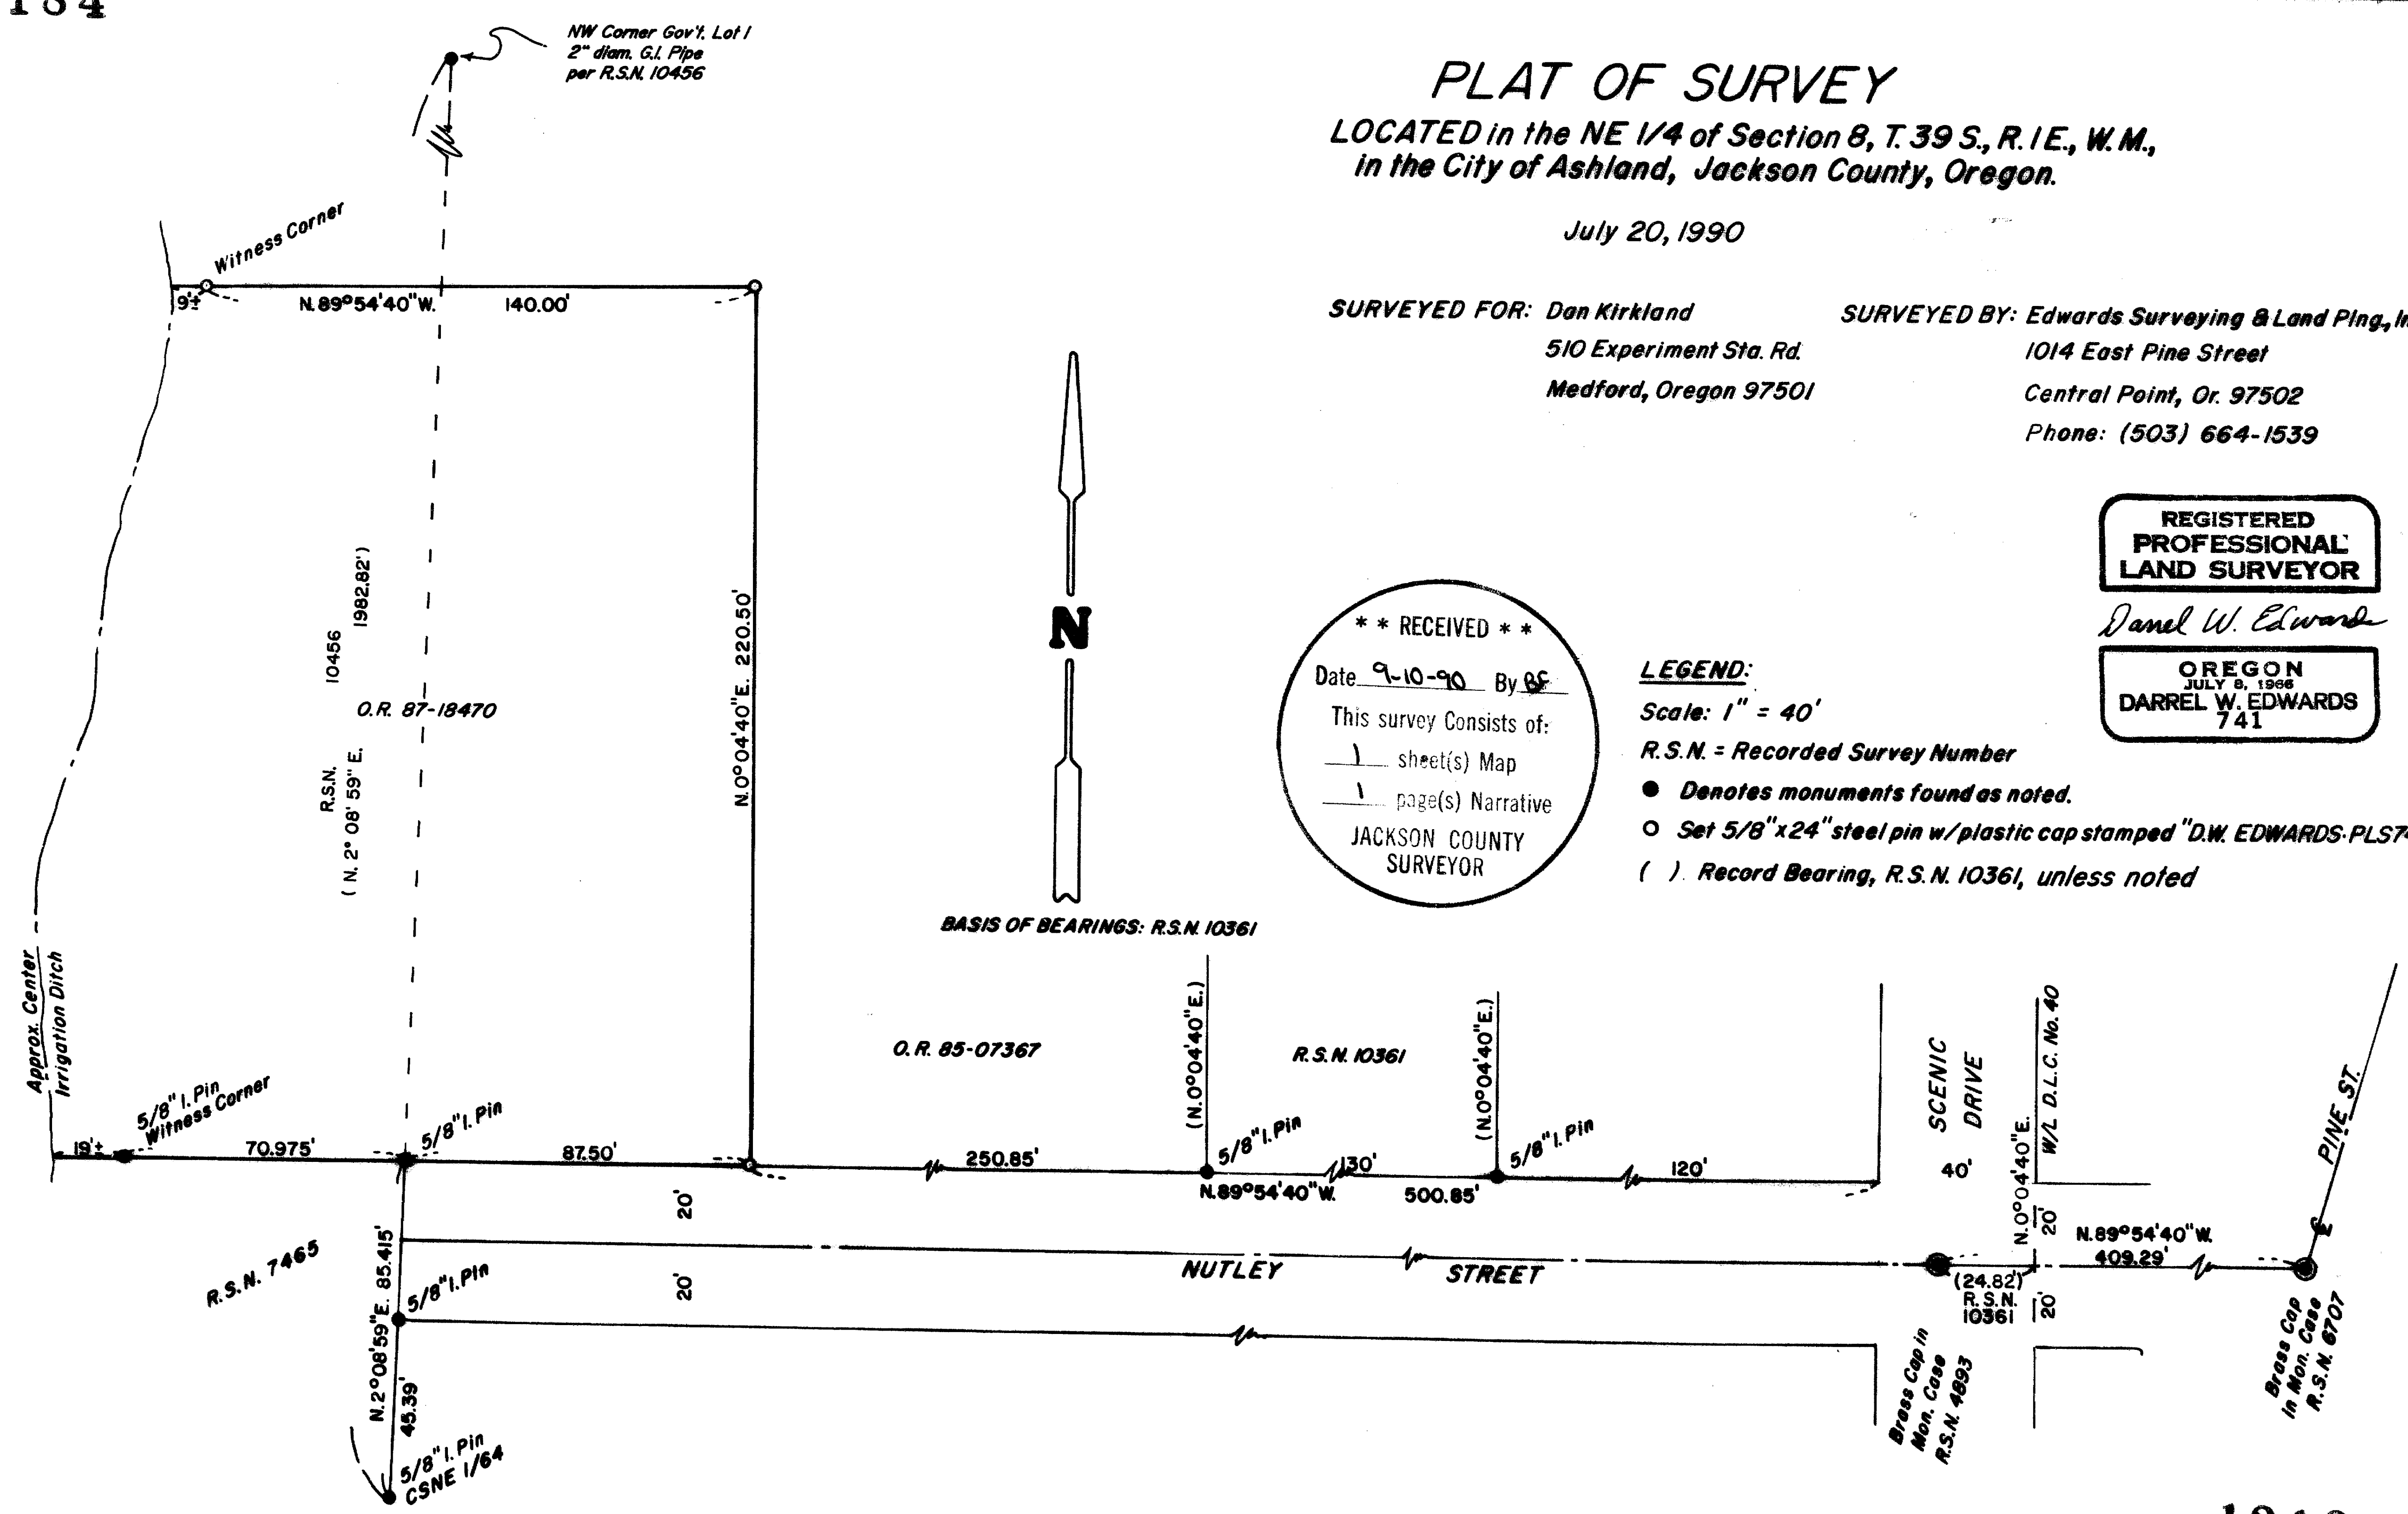 184
NW Corner Gov't. Lot 1
2" diam. G.I. Pipe
per R.S.N. 10456
PLAT OF SURVEY
LOCATED in the NE 1/4 of Section 8, T. 39 S., R. 1 E., W. M.,
in the City of Ashland, Jackson County, Oregon.
July 20, 1990
SURVEYED FOR: Dan Kirkland
510 Experiment Sta. Rd.
Medford, Oregon 97501
SURVEYED BY: Edwards Surveying & Land Plng., In
1014 East Pine Street
Central Point, Or. 97502
Phone: (503) 664-1539
Witness Corner
9'±
N. 89° 54' 40" W.
140.00'
R.S.N. 10456
( N. 2° 08' 59" E. 1982.82')
O.R. 87-18470
N. 0° 04' 40" E. 220.50'
N
BASIS OF BEARINGS: R.S.N. 10361
* * RECEIVED * *
Date 9-10-90 By BF
This survey Consists of:
1 sheet(s) Map
1 page(s) Narrative
JACKSON COUNTY
SURVEYOR
LEGEND:
Scale: 1" = 40'
R.S.N. = Recorded Survey Number
Denotes monuments found as noted.
Set 5/8" x 24" steel pin w/plastic cap stamped "D.W. EDWARDS·PLS74
( ) Record Bearing, R.S.N. 10361, unless noted
REGISTERED
PROFESSIONAL
LAND SURVEYOR
Darrel W. Edwards
OREGON
JULY 8, 1966
DARREL W. EDWARDS
741
Approx. Center
Irrigation Ditch
5/8" I. Pin
Witness Corner
19'±
70.975'
5/8" I. Pin
87.50'
O.R. 85-07367
250.85'
(N. 0° 04' 40" E.)
5/8" I. Pin
R.S.N. 10361
130'
(N. 0° 04' 40" E.)
5/8" I. Pin
120'
N. 89° 54' 40" W.
500.85'
SCENIC
DRIVE
40'
N. 0° 04' 40" E.
W/L D.L.C. No. 40
PINE ST.
20'
20'
20'
20'
NUTLEY STREET
(24.82')
R.S.N.
10361
N. 89° 54' 40" W.
409.29'
R.S.N. 7465
N. 2° 08' 59" E. 85.415'
5/8" I. Pin
45.39'
5/8" I. Pin
CSNE 1/64
Brass Cap in
Mon. Case
R.S.N. 4893
Brass Cap
in Mon. Case
R.S.N. 6707